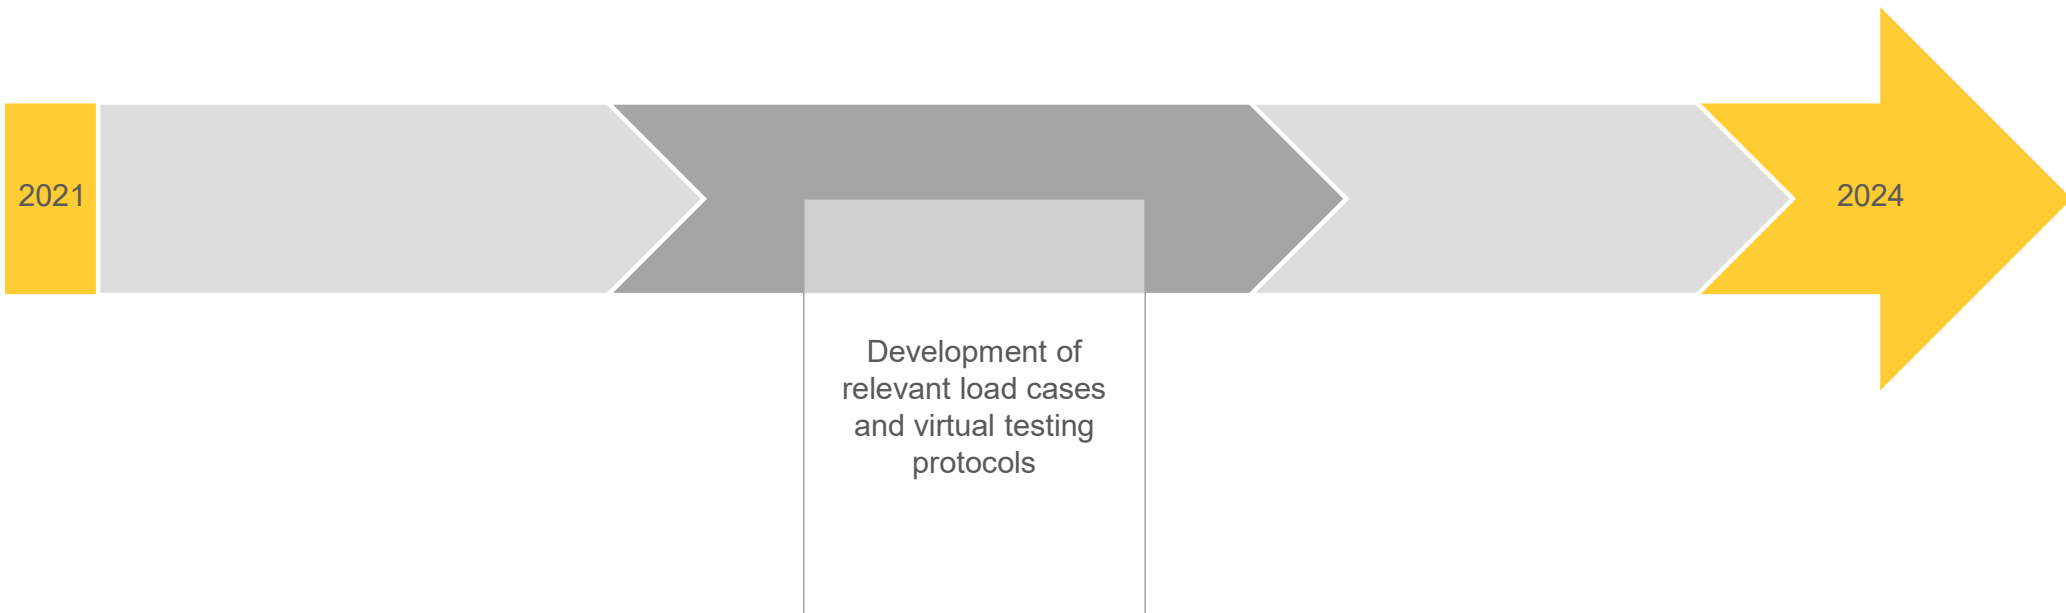 2021
2024
Development of
relevant load cases
and virtual testing
protocols